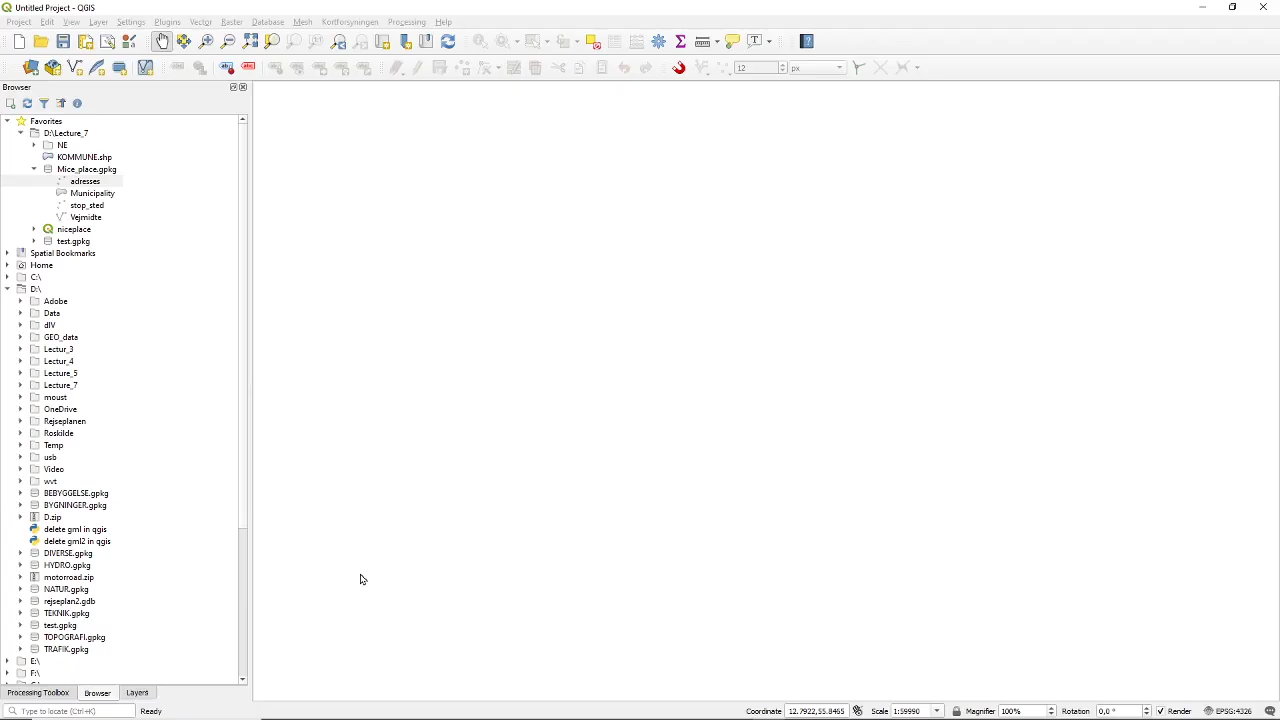 Untitled Project - QGIS
Project Edit View Layer Settings Plugins Vector Raster Database Mesh Kortforsyningen Processing Help
12 px
Browser
Favorites
D:\Lecture_7
NE
KOMMUNE.shp
Mice_place.gpkg
adresses
Municipality
stop_sted
Vejmidte
niceplace
test.gpkg
Spatial Bookmarks
Home
C:\
D:\
Adobe
Data
dIV
GEO_data
Lectur_3
Lectur_4
Lecture_5
Lecture_7
moust
OneDrive
Rejseplanen
Roskilde
Temp
usb
Video
wvt
BEBYGGELSE.gpkg
BYGNINGER.gpkg
D.zip
delete gml in qgis
delete gml2 in qgis
DIVERSE.gpkg
HYDRO.gpkg
motorroad.zip
NATUR.gpkg
rejseplan2.gdb
TEKNIK.gpkg
test.gpkg
TOPOGRAFI.gpkg
TRAFIK.gpkg
E:\
F:\
Processing Toolbox Browser Layers
Type to locate (Ctrl+K) Ready Coordinate 12.7922,55.8465 Scale 1:59990 Magnifier 100% Rotation 0,0 ° Render EPSG:4326